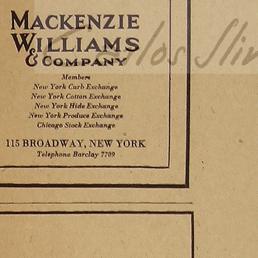 MACKENZIE
WILLIAMS
& COMPANY
Members
New York Curb Exchange
New York Cotton Exchange
New York Hide Exchange
New York Produce Exchange
Chicago Stock Exchange
115 BROADWAY, NEW YORK
Telephone Barclay 7709